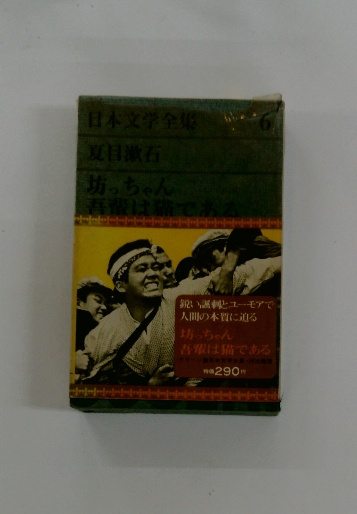 日本文学全集
6
夏目漱石
坊っちゃん
吾輩は猫である
鋭い諷刺とユーモアで
人間の本質に迫る
坊っちゃん
吾輩は猫である
特価290円